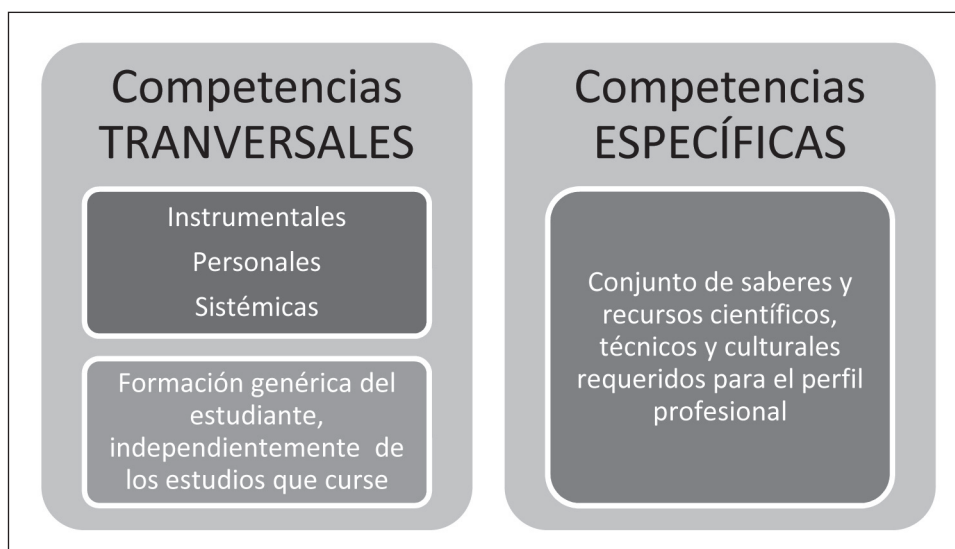 Competencias
TRANVERSALES
Instrumentales
Personales
Sistémicas
Formación genérica del
estudiante,
independientemente de
los estudios que curse
Competencias
ESPECÍFICAS
Conjunto de saberes y
recursos científicos,
técnicos y culturales
requeridos para el perfil
profesional